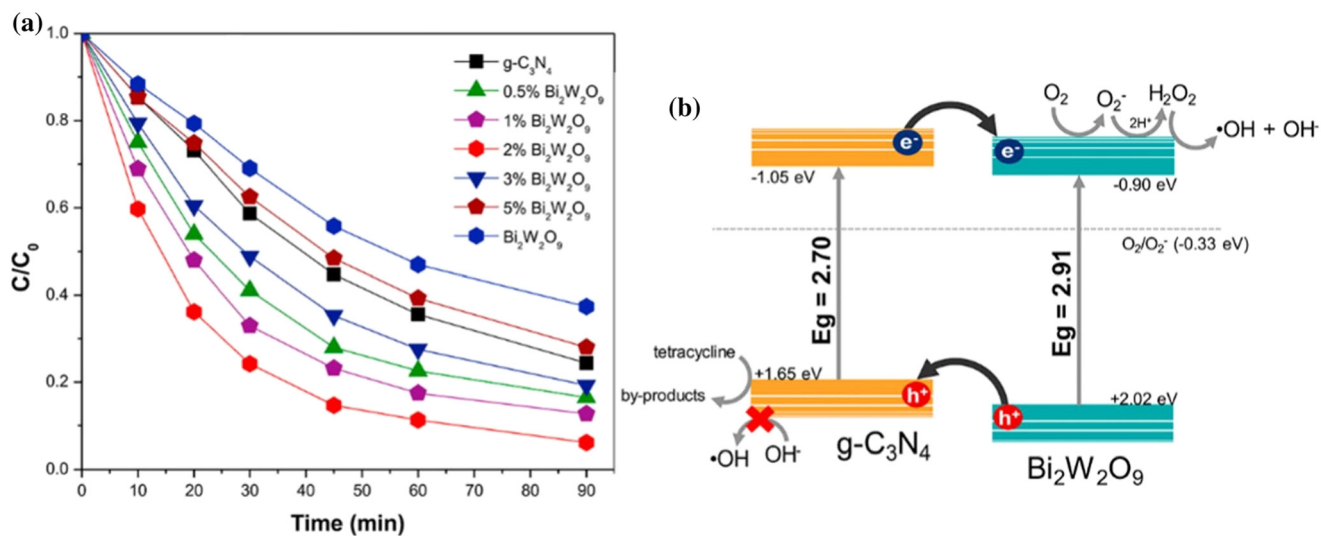 (a)
1.0
0.8
0.6
0.4
0.2
0.0
C/C₀
0 10 20 30 40 50 60 70 80 90
Time (min)
g-C₃N₄
0.5% Bi₂W₂O₉
1% Bi₂W₂O₉
2% Bi₂W₂O₉
3% Bi₂W₂O₉
5% Bi₂W₂O₉
Bi₂W₂O₉
(b)
O₂ O₂⁻ H₂O₂
2H⁺
•OH + OH⁻
e⁻ e⁻
-1.05 eV
-0.90 eV
O₂/O₂⁻ (-0.33 eV)
Eg = 2.70
Eg = 2.91
tetracycline
by-products
+1.65 eV
+2.02 eV
h⁺ h⁺
•OH OH⁻
g-C₃N₄
Bi₂W₂O₉